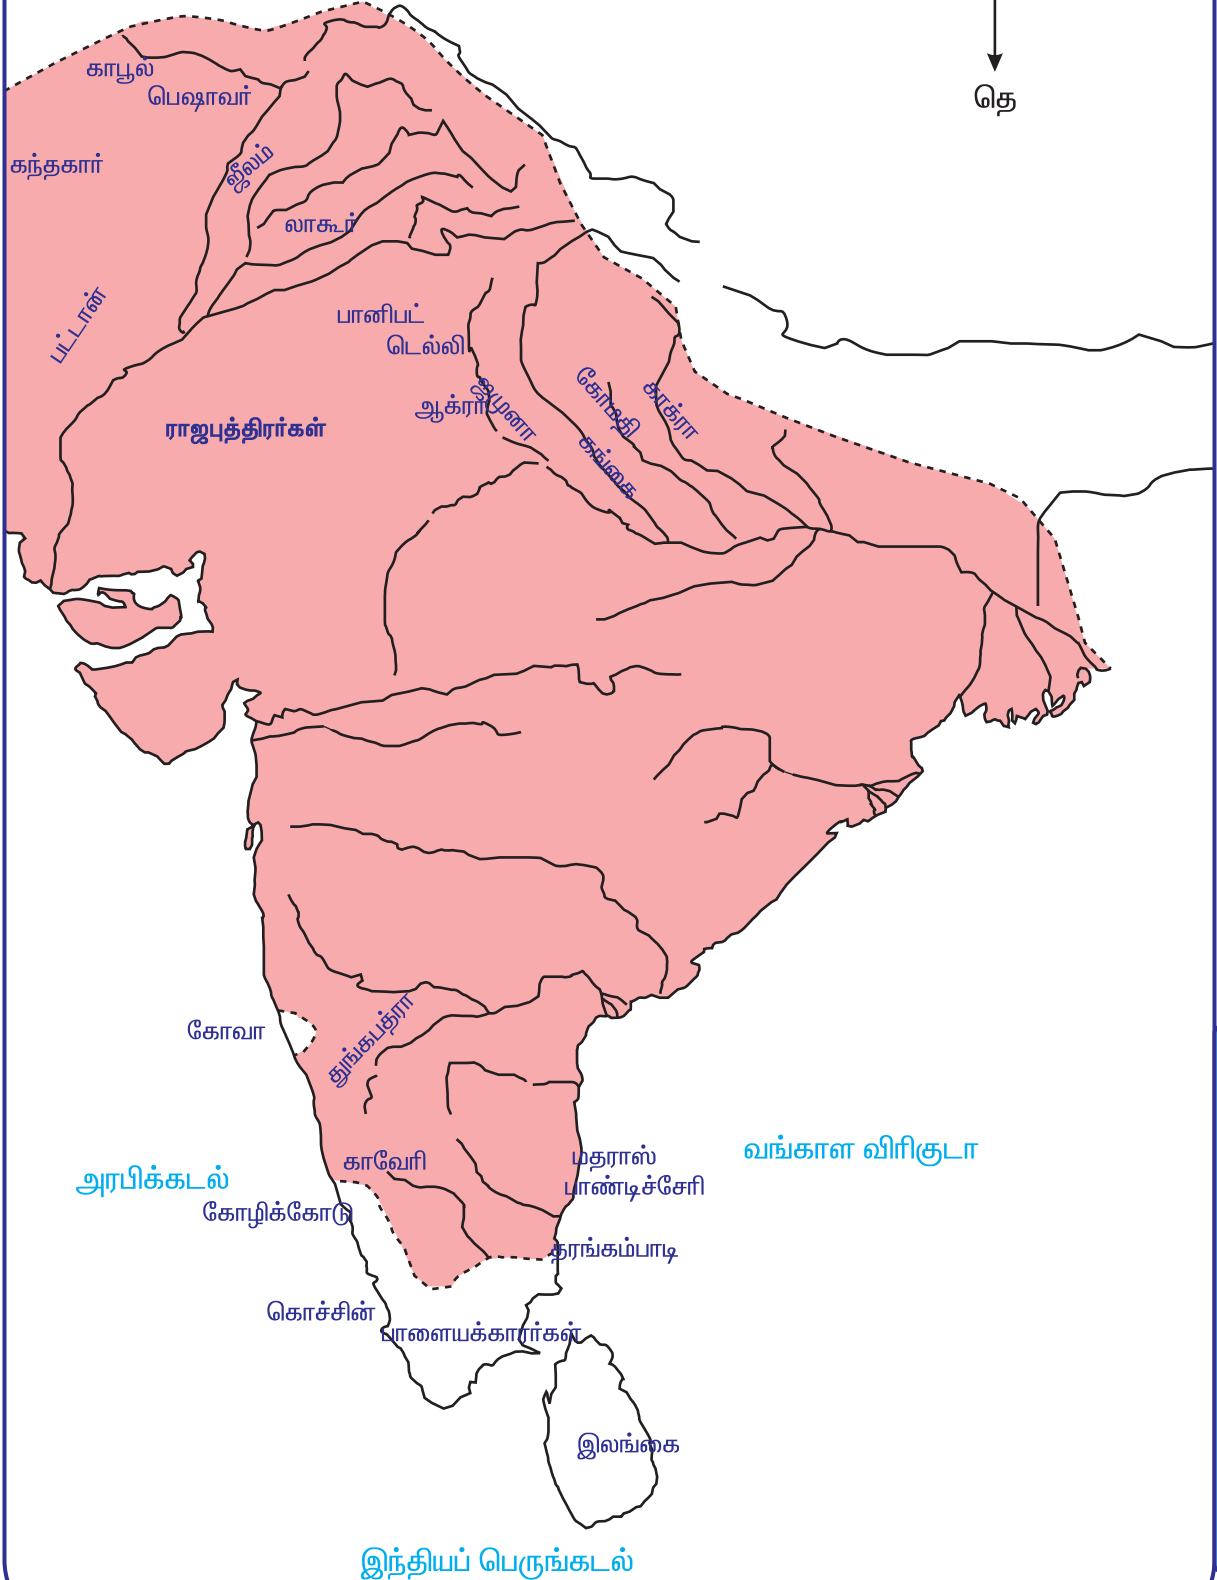 காபூல்
தெ
பெஷாவர்
கந்தகார்
ஜீலம்
லாகூர்
பட்டான்
பானிபட்
டெல்லி
ஆக்ரா
ஜமுனா
கோமதி
காக்ரா
ராஜபுத்திரர்கள்
கங்கை
கோவா
துங்கபத்ரா
வங்காள விரிகுடா
மதராஸ்
காவேரி
அரபிக்கடல்
பாண்டிச்சேரி
கோழிக்கோடு
தரங்கம்பாடி
கொச்சின்
பாளையக்காரர்கள்
இலங்கை
இந்தியப் பெருங்கடல்